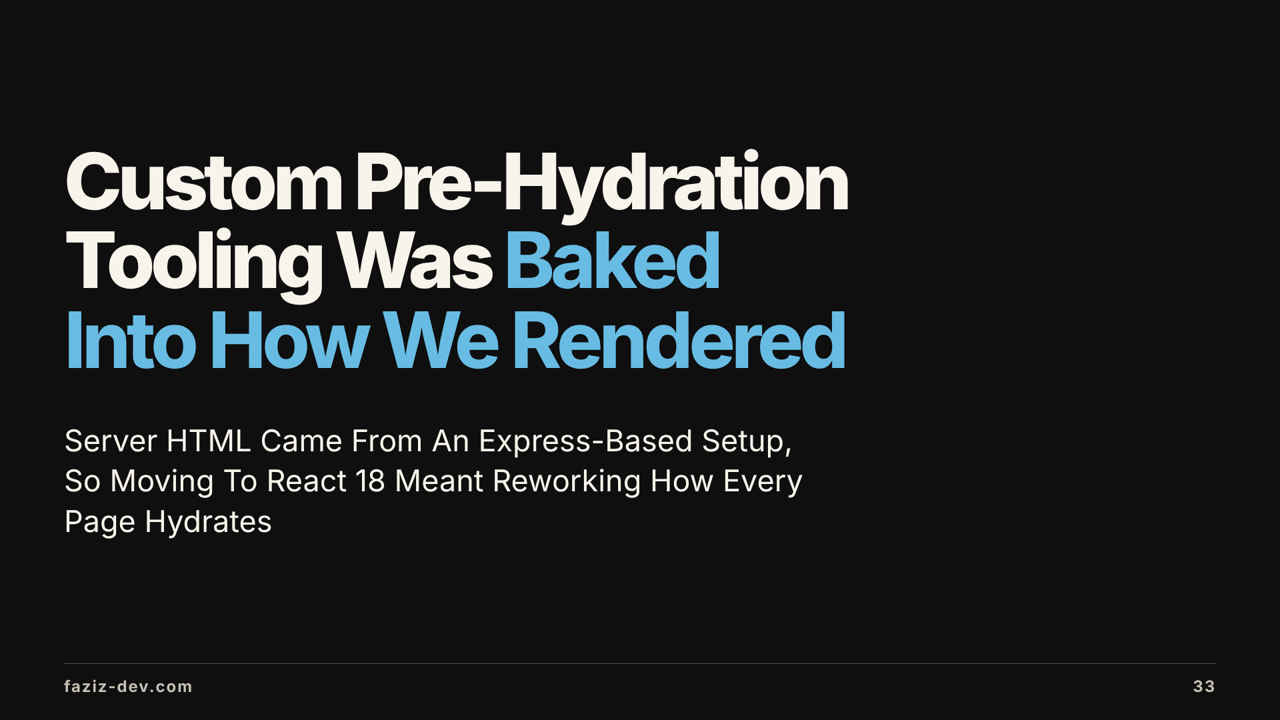 Custom Pre-Hydration
Tooling Was Baked
Into How We Rendered
Server HTML Came From An Express-Based Setup,
So Moving To React 18 Meant Reworking How Every
Page Hydrates
faziz-dev.com
33